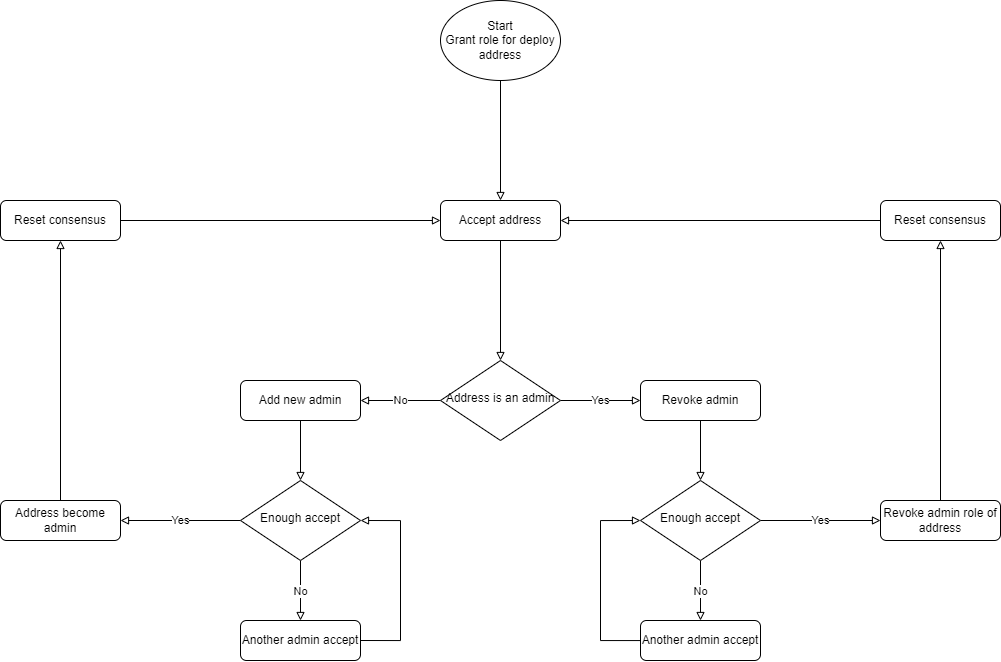 Start
Grant role for deploy
address
Reset consensus
Accept address
Reset consensus
Add new admin
No
Address is an admin
Yes
Revoke admin
Address become
admin
Yes
Enough accept
Enough accept
Yes
Revoke admin role of
address
No
No
Another admin accept
Another admin accept